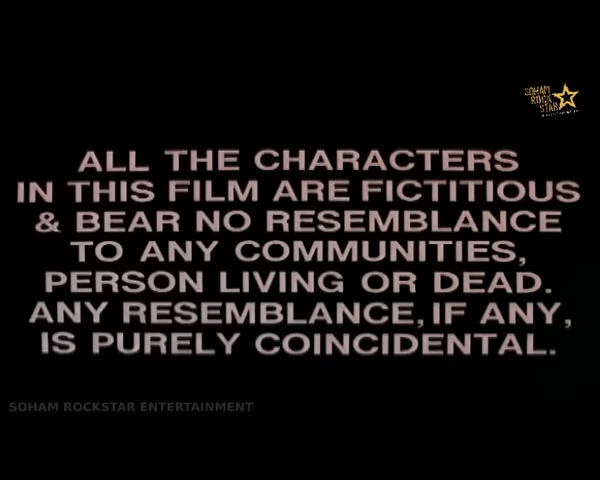 SOHAM
ROCK
STAR
ALL THE CHARACTERS
IN THIS FILM ARE FICTITIOUS
& BEAR NO RESEMBLANCE
TO ANY COMMUNITIES,
PERSON LIVING OR DEAD.
ANY RESEMBLANCE, IF ANY,
IS PURELY COINCIDENTAL.
SOHAM ROCKSTAR ENTERTAINMENT